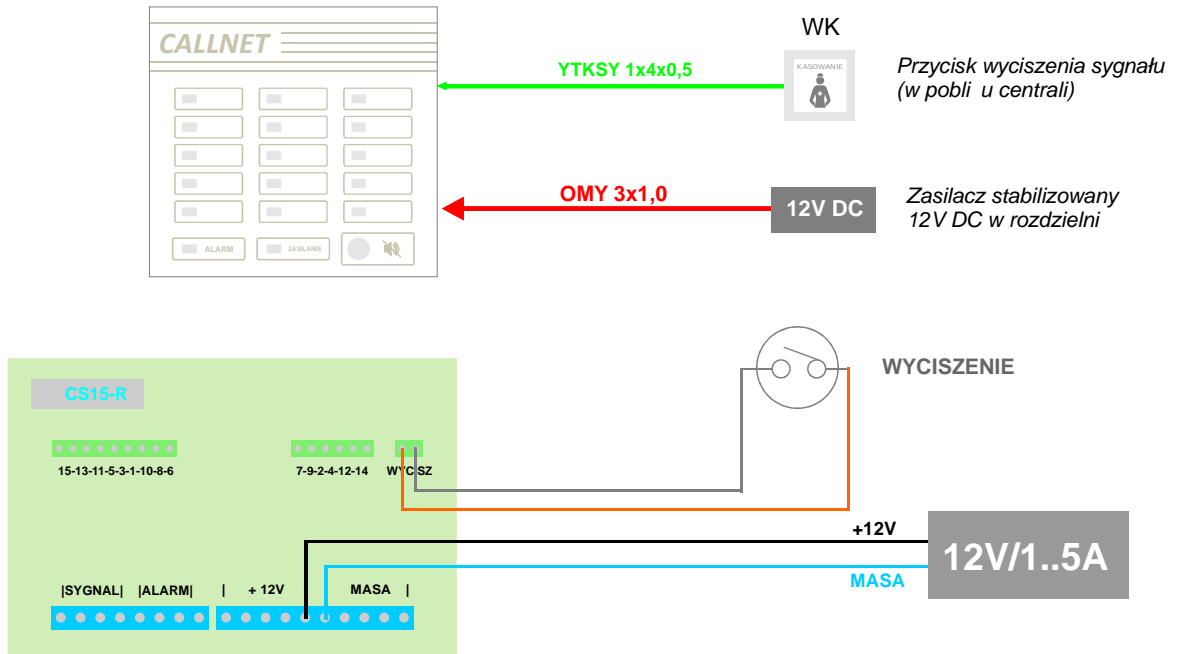 CALLNET
WK
YTKSY 1x4x0,5
KASOWANIE
Przycisk wyciszenia sygnału
(w pobli u centrali)
OMY 3x1,0
12V DC
Zasilacz stabilizowany
12V DC w rozdzielni
ALARM
ZASILANIE
WYCISZENIE
CS15-R
15-13-11-5-3-1-10-8-6
7-9-2-4-12-14
WYCISZ
+12V
12V/1..5A
MASA
|SYGNAL| |ALARM| | + 12V MASA |